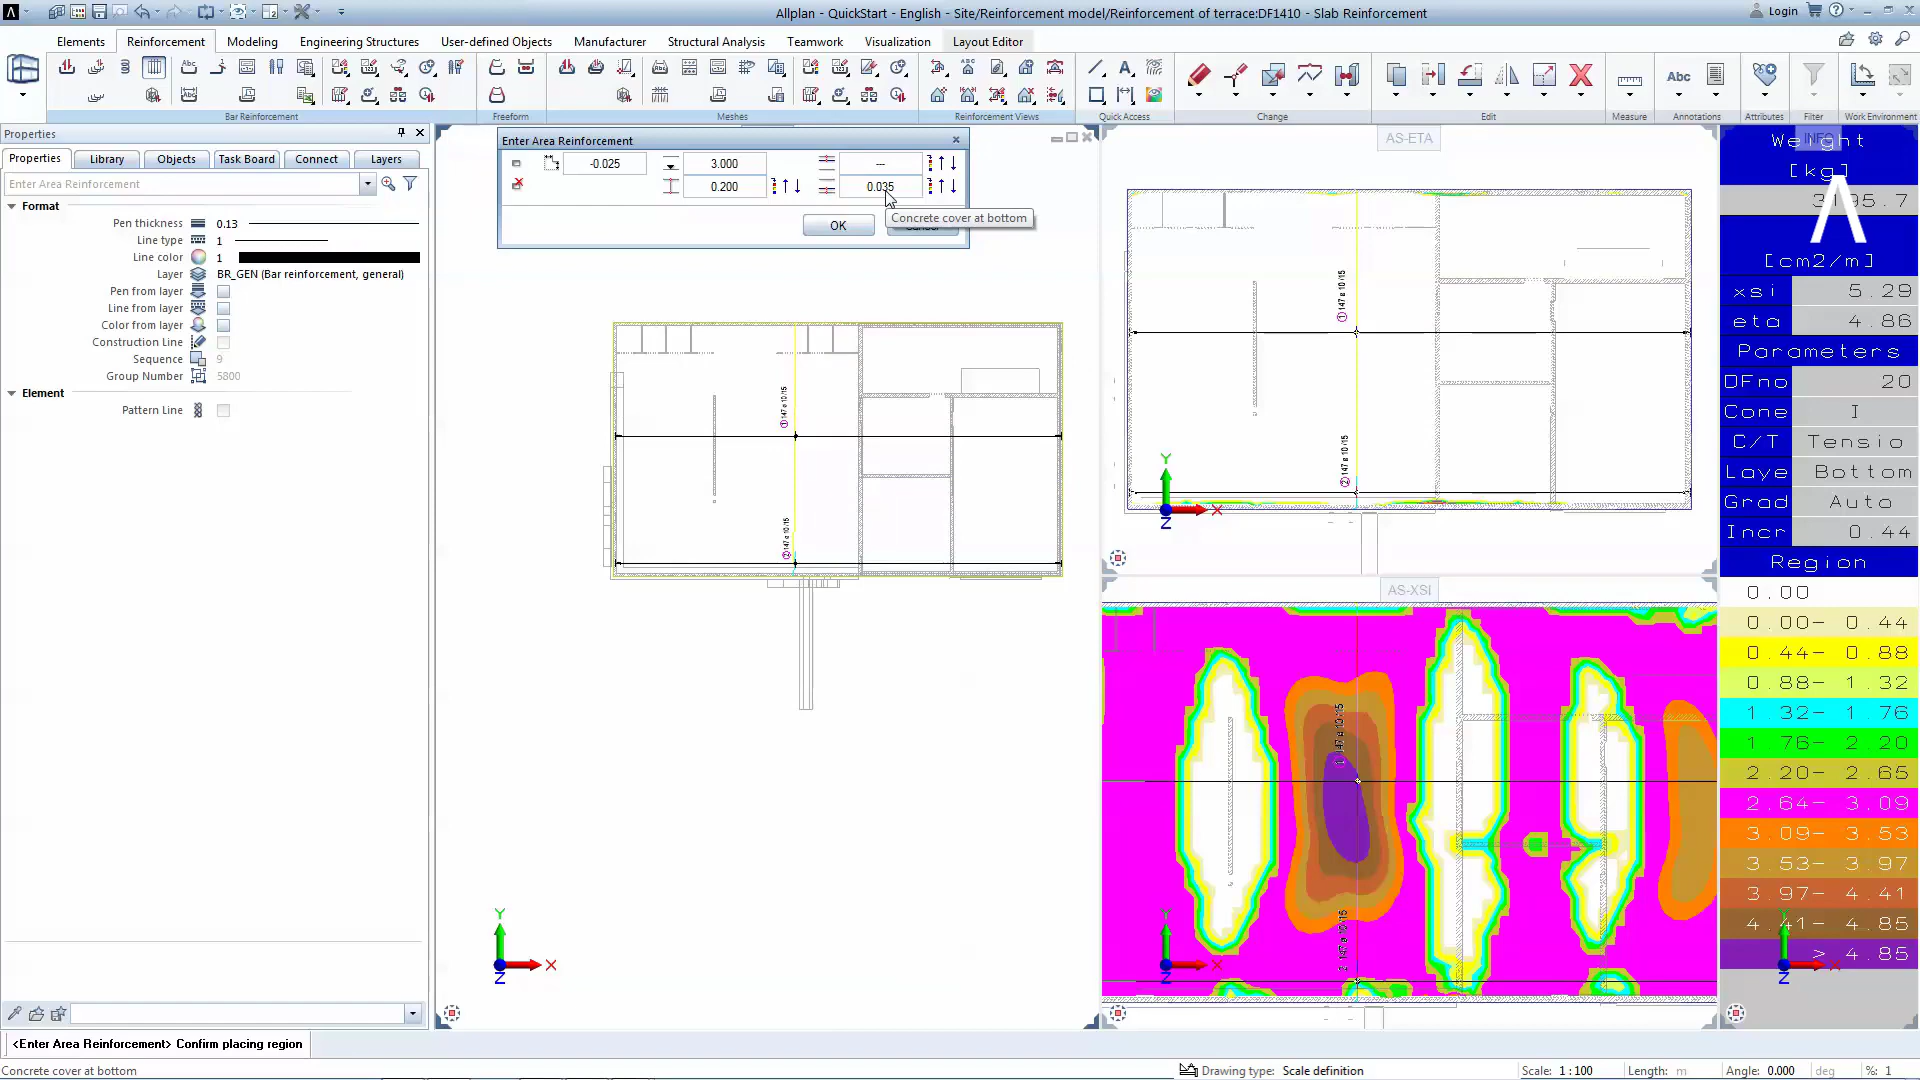 Allplan - QuickStart - English - Site/Reinforcement model/Reinforcement of terrace:DF1410 - Slab Reinforcement
Login
Elements
Reinforcement
Modeling
Engineering Structures
User-defined Objects
Manufacturer
Structural Analysis
Teamwork
Visualization
Layout Editor
Bar Reinforcement
Freeform
Meshes
Reinforcement Views
Quick Access
Change
Edit
Measure
Annotations
Attributes
Filter
Work Environment
Properties
Properties
Library
Objects
Task Board
Connect
Layers
Enter Area Reinforcement
Format
Pen thickness 0.13
Line type 1
Line color 1
Layer BR_GEN (Bar reinforcement, general)
Pen from layer
Line from layer
Color from layer
Construction Line
Sequence 9
Group Number 5800
Element
Pattern Line
Enter Area Reinforcement
-0.025 3.000 ---
0.200 0.035
OK
Concrete cover at bottom
AS-ETA
AS-XSI
Weight
[kg]
[cm2/m]
xsi 5.29
eta 4.86
Parameters
DFno 20
Cone I
C/T Tensio
Laye Bottom
Grad Auto
Incr 0.44
Region
0.00
0.00- 0.44
0.44- 0.88
0.88- 1.32
1 32- 1.76
1 76- 2.20
2.20- 2.65
2.64- 3.09
3.09- 3.53
3.53- 3.97
3.97- 4.41
4.41- 4.85
> 4.85
<Enter Area Reinforcement> Confirm placing region
Concrete cover at bottom
Drawing type: Scale definition
Scale: 1 : 100
Length: m
Angle: 0.000 deg
%: 1